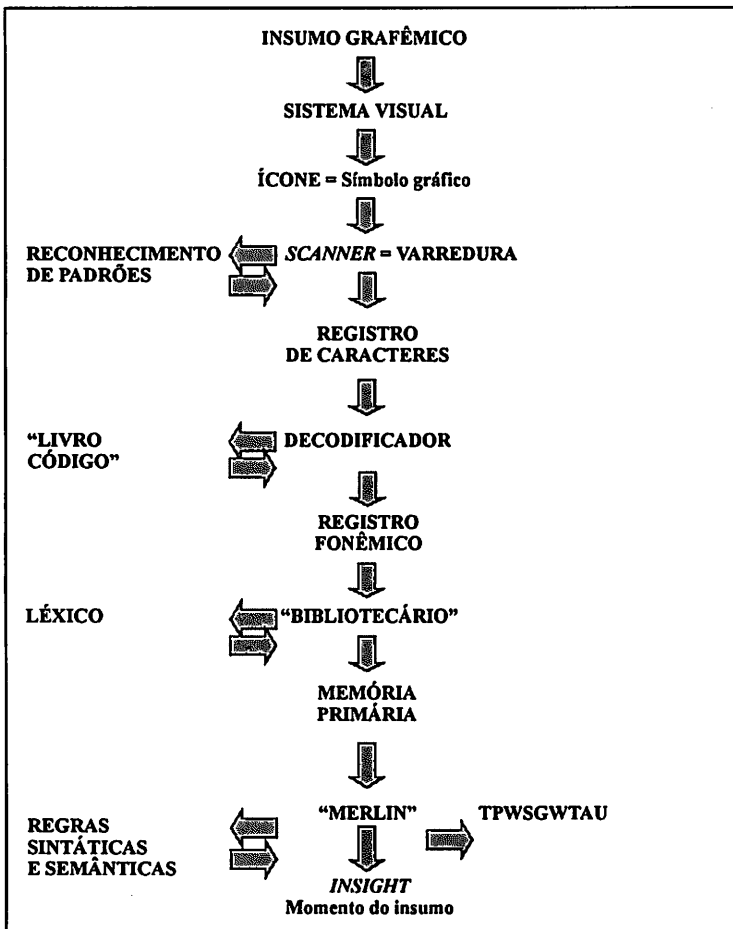 INSUMO GRAFÊMICO
SISTEMA VISUAL
ÍCONE = Símbolo gráfico
RECONHECIMENTO
DE PADRÕES
SCANNER = VARREDURA
REGISTRO
DE CARACTERES
“LIVRO
CÓDIGO”
DECODIFICADOR
REGISTRO
FONÊMICO
LÉXICO
“BIBLIOTECÁRIO”
MEMÓRIA
PRIMÁRIA
REGRAS
SINTÁTICAS
E SEMÂNTICAS
“MERLIN”
TPWSGWTAU
INSIGHT
Momento do insumo